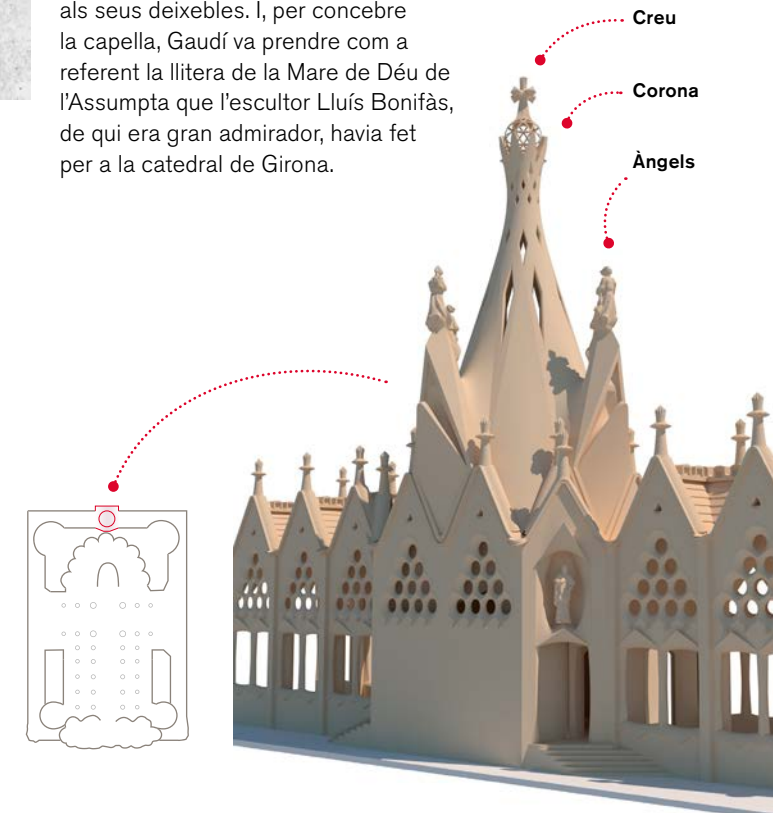 als seus deixebles. I, per concebre
la capella, Gaudí va prendre com a
referent la llitera de la Mare de Déu de
l’Assumpta que l’escultor Lluís Bonifàs,
de qui era gran admirador, havia fet
per a la catedral de Girona.
Creu
Corona
Àngels